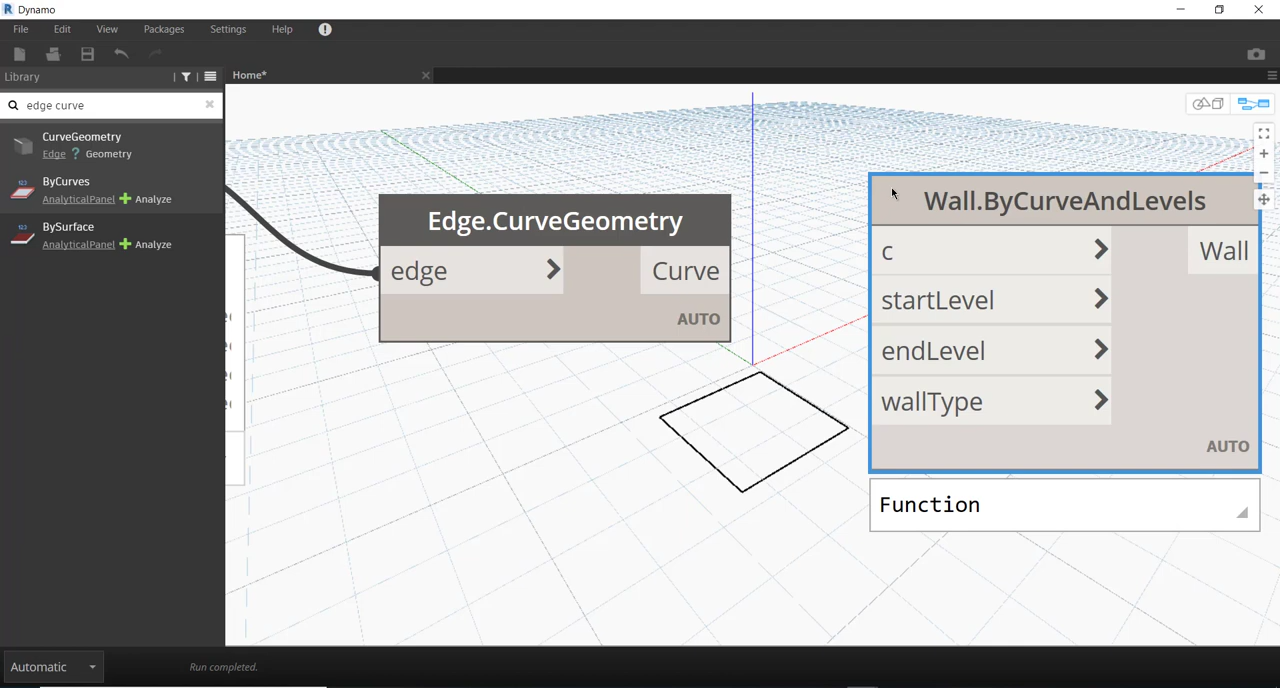 Dynamo
File Edit View Packages Settings Help
Library
Home*
edge curve
CurveGeometry
Edge ? Geometry
ByCurves
AnalyticalPanel + Analyze
BySurface
AnalyticalPanel + Analyze
Edge.CurveGeometry
edge > Curve
AUTO
Wall.ByCurveAndLevels
c > Wall
startLevel >
endLevel >
wallType >
AUTO
Function
Automatic
Run completed.